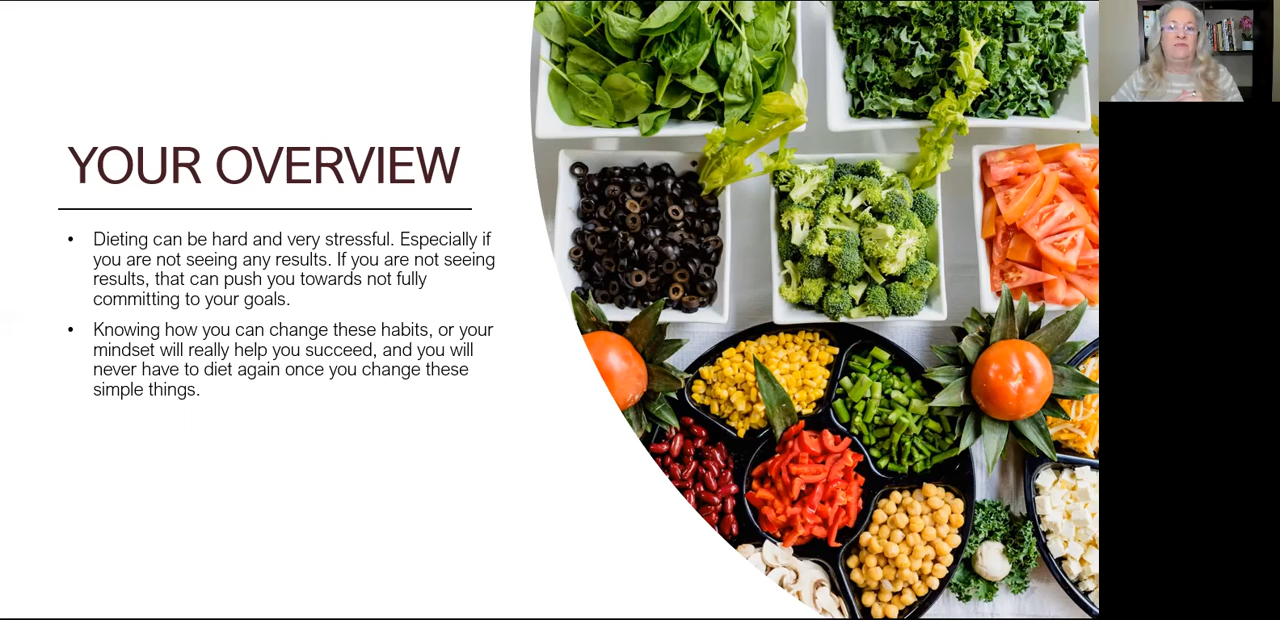 YOUR OVERVIEW
• Dieting can be hard and very stressful. Especially if
you are not seeing any results. If you are not seeing
results, that can push you towards not fully
committing to your goals.
• Knowing how you can change these habits, or your
mindset will really help you succeed, and you will
never have to diet again once you change these
simple things.